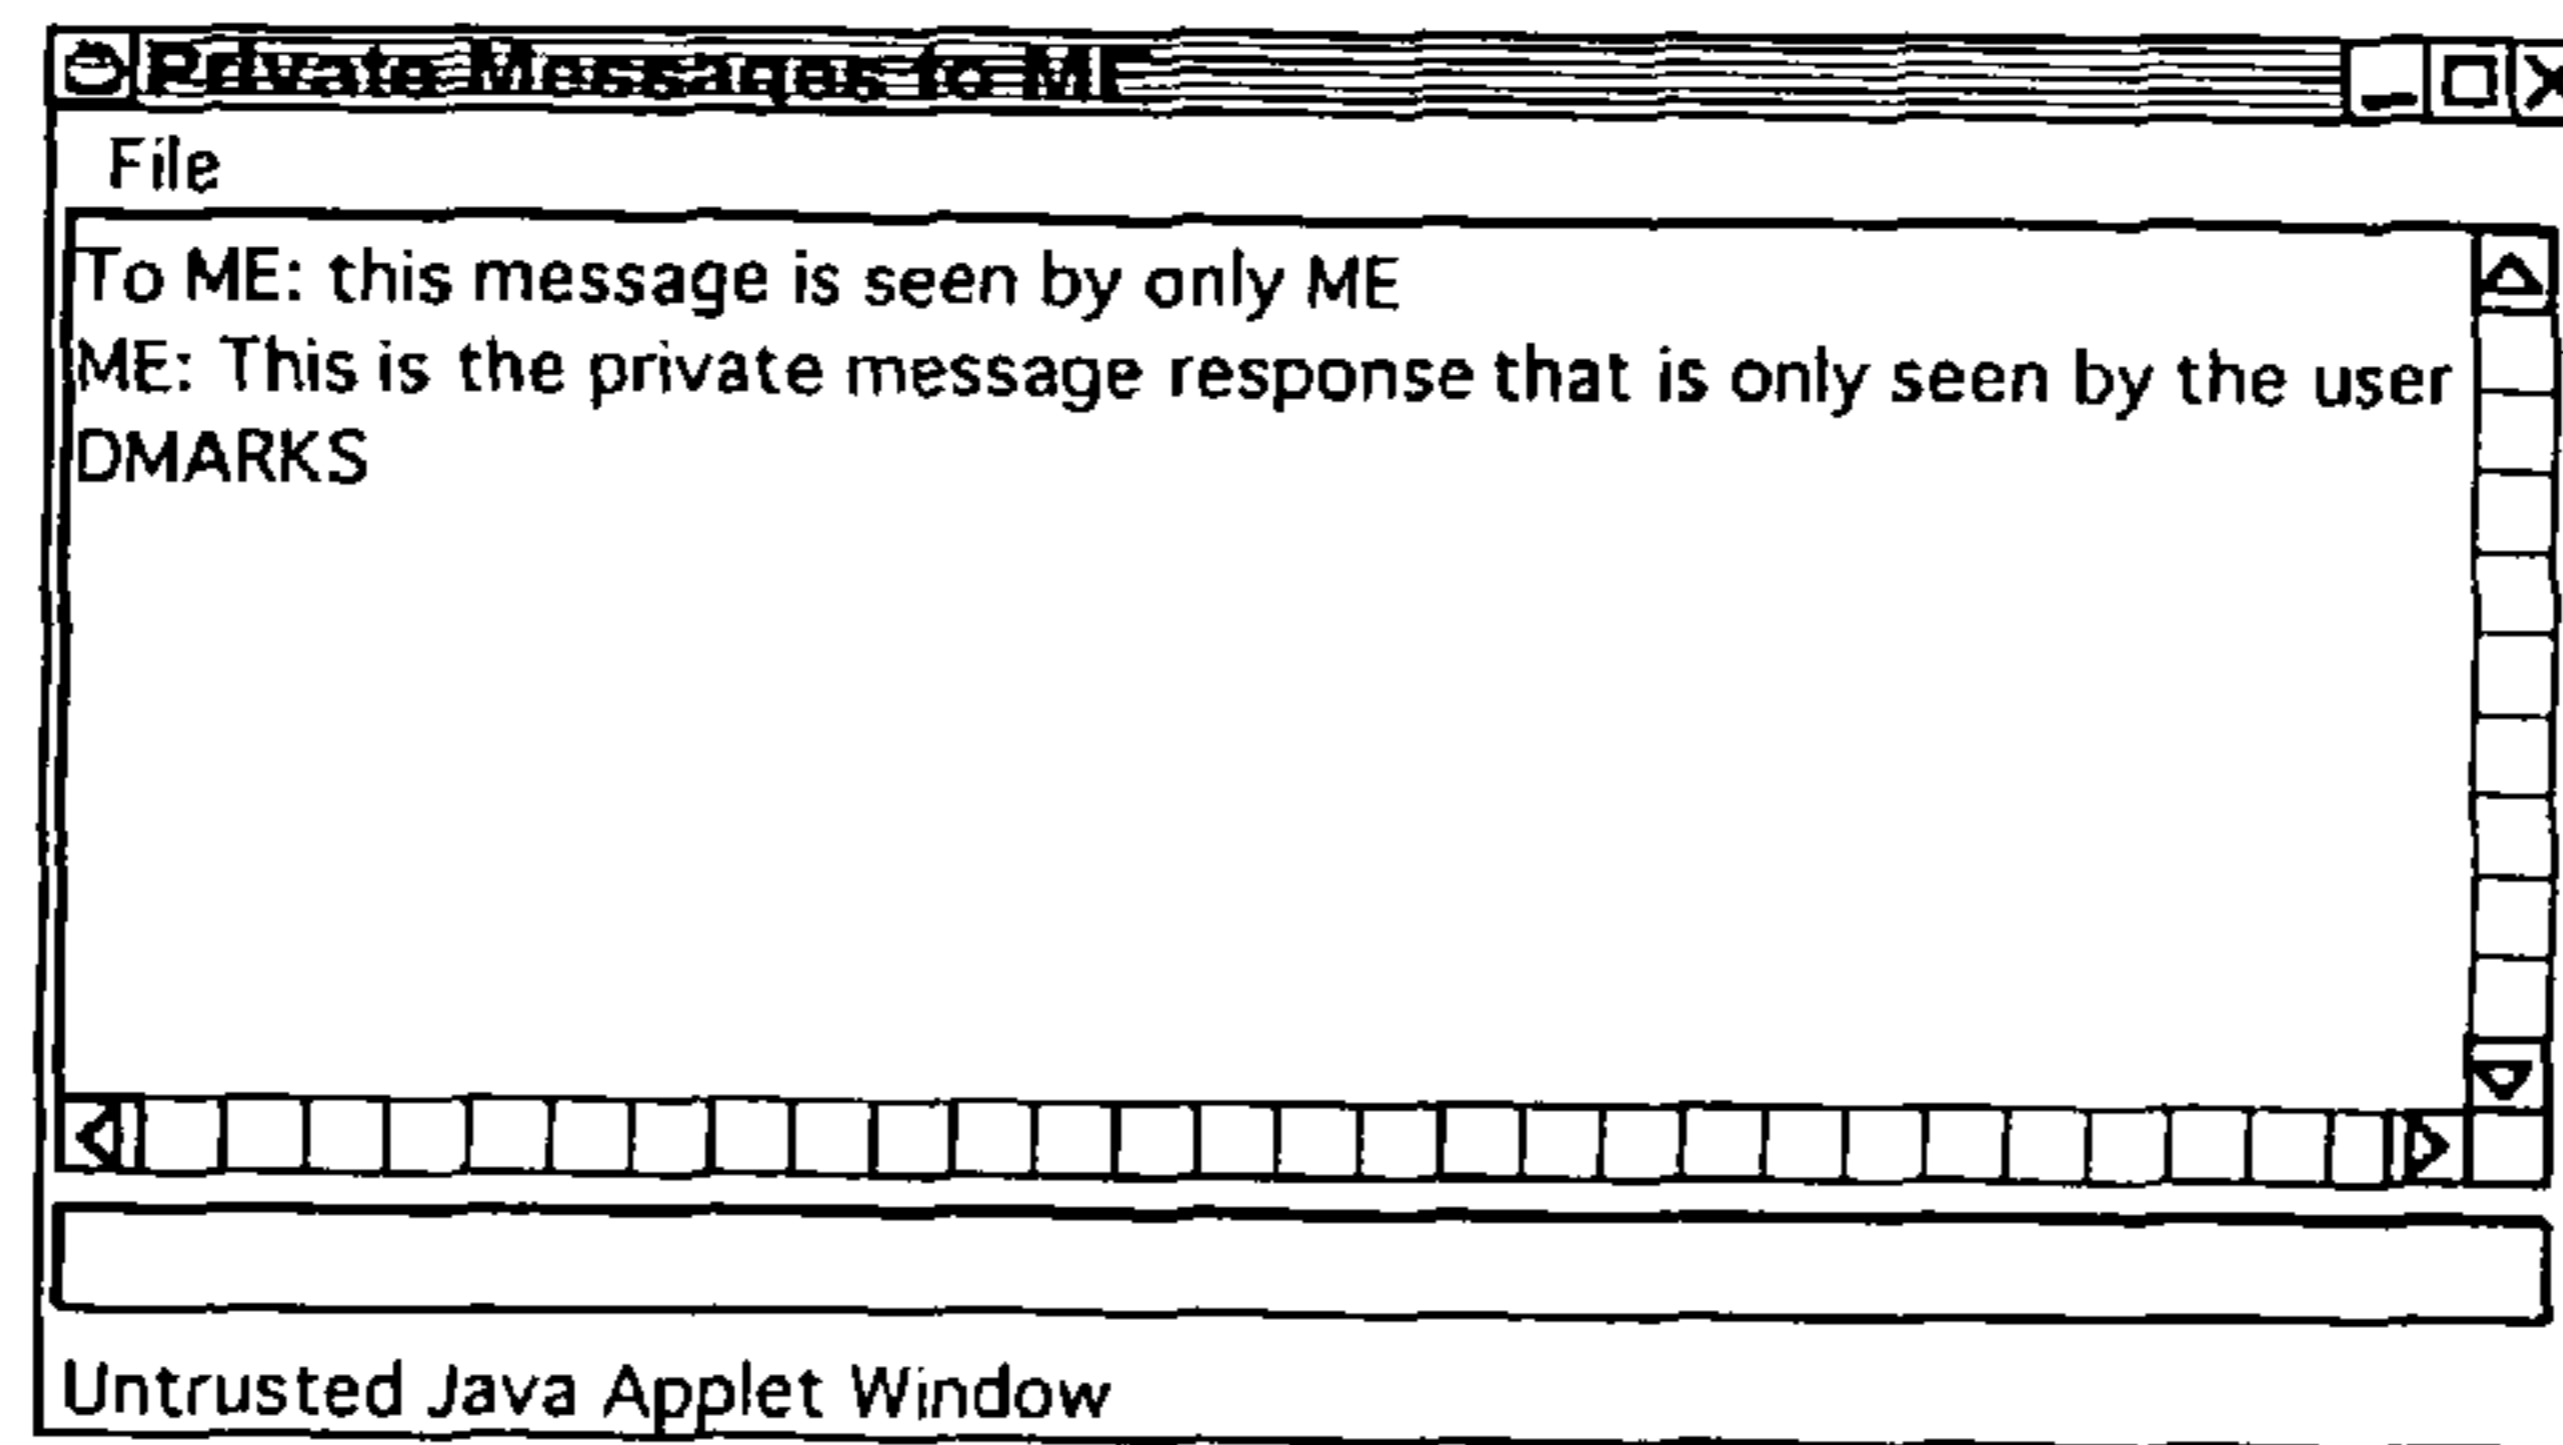 Private Messages to ME
File
To ME: this message is seen by only ME
ME: This is the private message response that is only seen by the user
DMARKS
Untrusted Java Applet Window